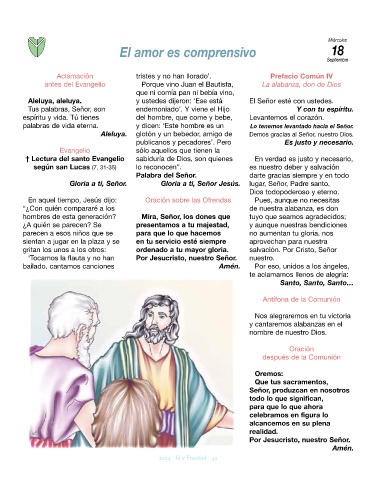 Miércoles
18
Septiembre
El amor es comprensivo
Aclamación
antes del Evangelio
Aleluya, aleluya.
Tus palabras, Señor, son
espíritu y vida. Tú tienes
palabras de vida eterna.
Aleluya.
Evangelio
† Lectura del santo Evangelio
según san Lucas (7, 31-35)
Gloria a ti, Señor.
En aquel tiempo, Jesús dijo:
"¿Con quién compararé a los
hombres de esta generación?
¿A quién se parecen? Se
parecen a esos niños que se
sientan a jugar en la plaza y se
gritan los unos a los otros:
'Tocamos la flauta y no han
bailado, cantamos canciones
tristes y no han llorado'.
Porque vino Juan el Bautista,
que ni comía pan ni bebía vino,
y ustedes dijeron: 'Ese está
endemoniado'. Y viene el Hijo
del hombre, que come y bebe,
y dicen: 'Este hombre es un
glotón y un bebedor, amigo de
publicanos y pecadores'. Pero
sólo aquellos que tienen la
sabiduría de Dios, son quienes
lo reconocen".
Palabra del Señor.
Gloria a ti, Señor Jesús.
Oración sobre las Ofrendas
Mira, Señor, los dones que
presentamos a tu majestad,
para que lo que hacemos
en tu servicio esté siempre
ordenado a tu mayor gloria.
Por Jesucristo, nuestro Señor.
Amén.
Prefacio Común IV
La alabanza, don de Dios
El Señor esté con ustedes.
Y con tu espíritu.
Levantemos el corazón.
Lo tenemos levantado hacia el Señor.
Demos gracias al Señor, nuestro Dios.
Es justo y necesario.
En verdad es justo y necesario,
es nuestro deber y salvación
darte gracias siempre y en todo
lugar, Señor, Padre santo,
Dios todopoderoso y eterno.
Pues, aunque no necesitas
de nuestra alabanza, es don
tuyo que seamos agradecidos;
y aunque nuestras bendiciones
no aumentan tu gloria, nos
aprovechan para nuestra
salvación. Por Cristo, Señor
nuestro.
Por eso, unidos a los ángeles,
te aclamamos llenos de alegría:
Santo, Santo, Santo...
Antífona de la Comunión
Nos alegraremos en tu victoria
y cantaremos alabanzas en el
nombre de nuestro Dios.
Oración
después de la Comunión
Oremos:
Que tus sacramentos,
Señor, produzcan en nosotros
todo lo que significan,
para que lo que ahora
celebramos en figura lo
alcancemos en su plena
realidad.
Por Jesucristo, nuestro Señor.
Amén.